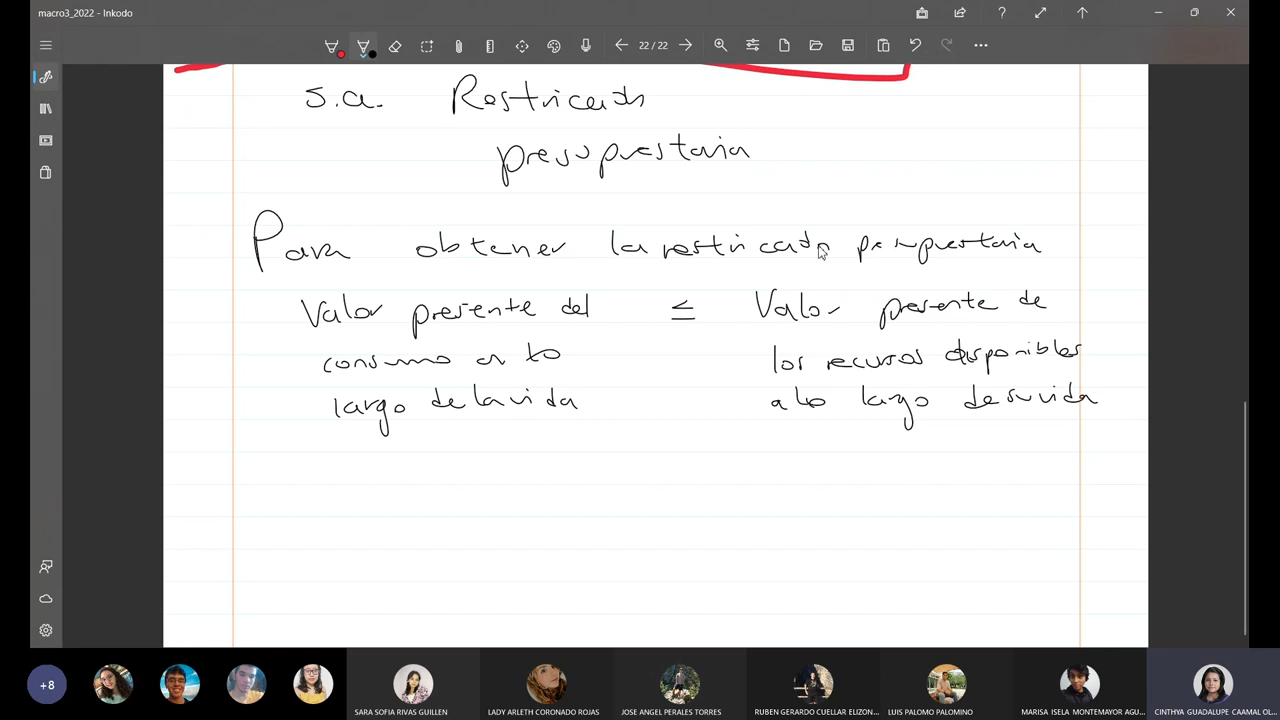 macro3_2022 - Inkodo
22 / 22
s.a. Restricción
presupuestaria
Para obtener la restricción presupuestaria
Valor presente del ≤ Valor presente de
consumo a lo los recursos disponibles
largo de la vida a lo largo de su vida
+8
SARA SOFIA RIVAS GUILLEN
LADY ARLETH CORONADO ROJAS
JOSE ANGEL PERALES TORRES
RUBEN GERARDO CUELLAR ELIZON...
LUIS PALOMO PALOMINO
MARISA ISELA MONTEMAYOR AGU...
CINTHYA GUADALUPE CAAMAL OL...